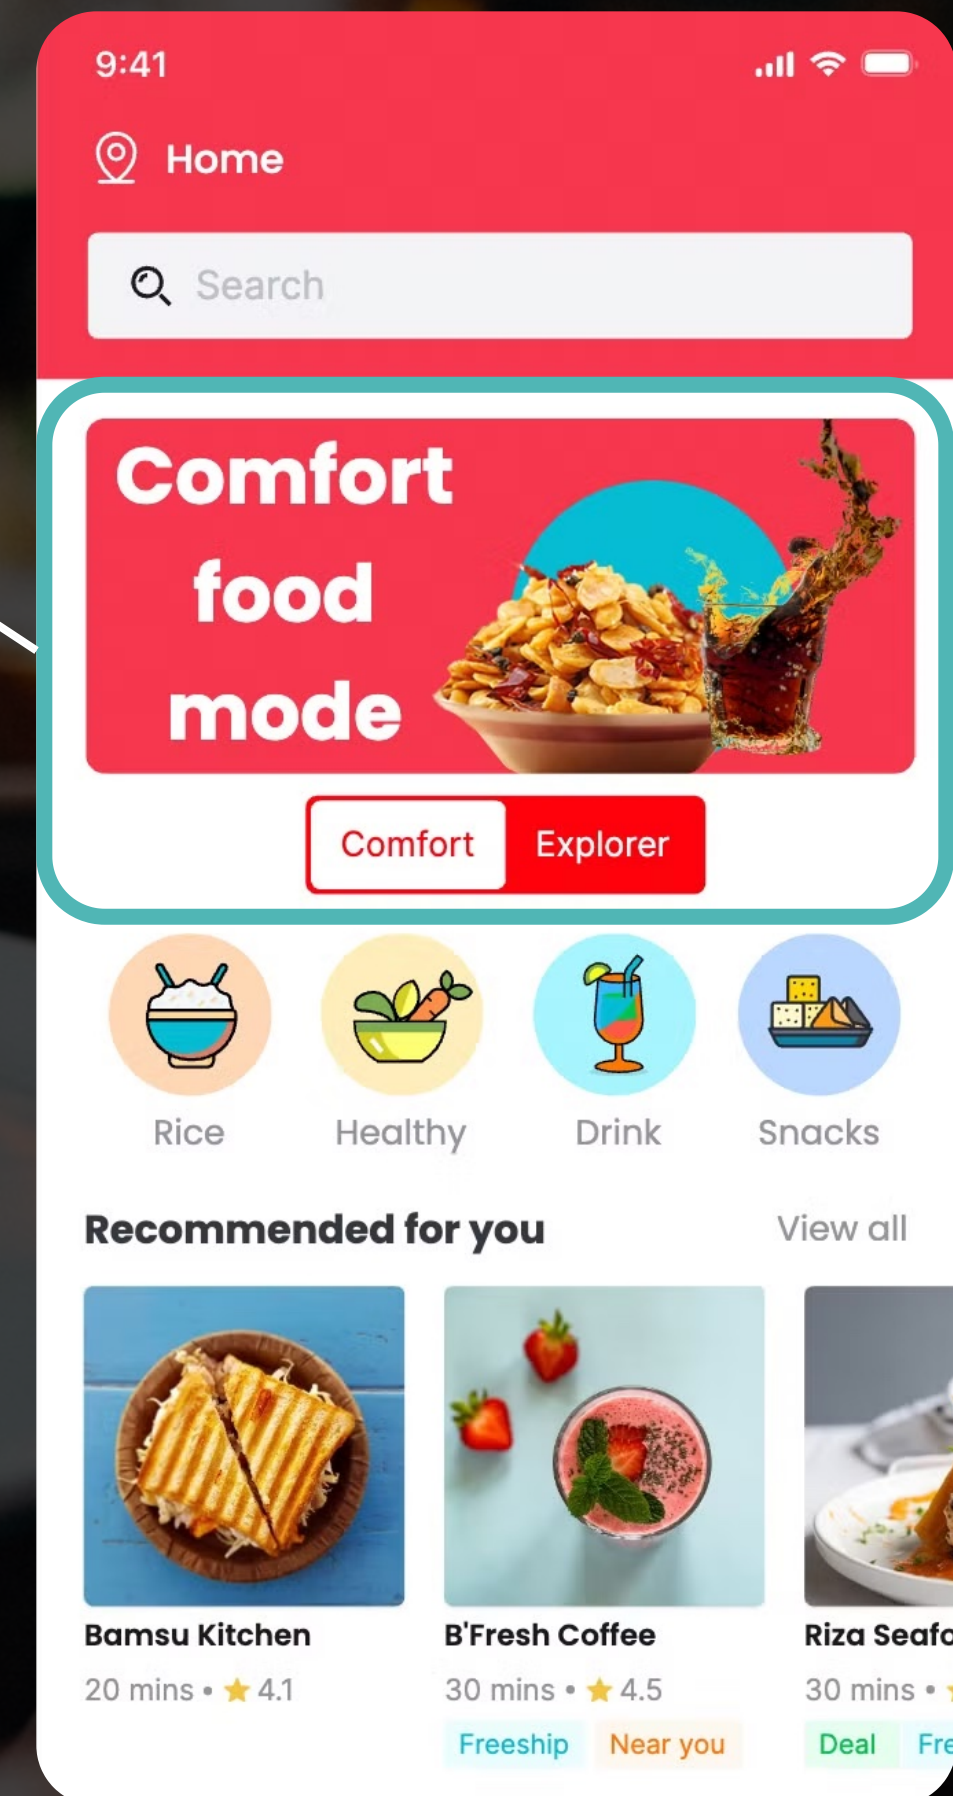 9:41
Home
Search
Comfort
food
mode
Comfort Explorer
Rice Healthy Drink Snacks
Recommended for you View all
Bamsu Kitchen B'Fresh Coffee Riza
20 mins • 4.1 30 mins • 4.5 30 mins •
Freeship Near you Deal